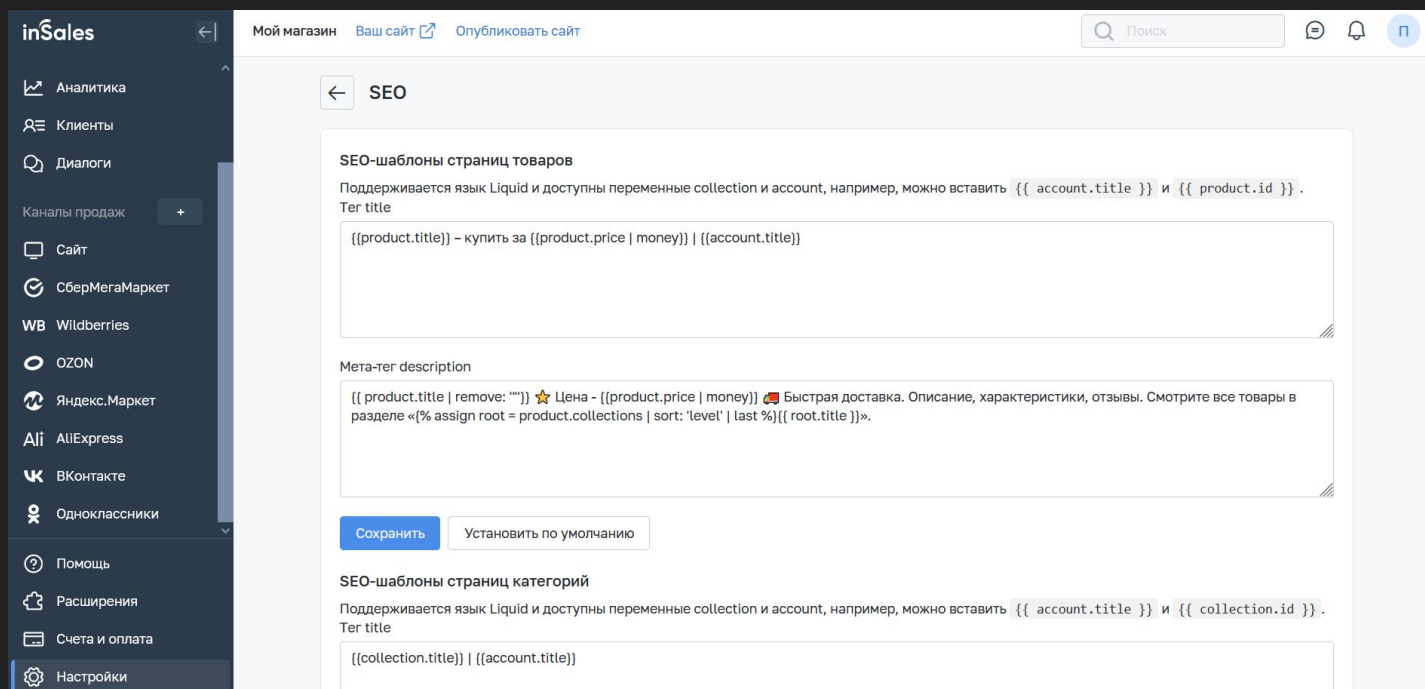 inSales
Мой магазин Ваш сайт Опубликовать сайт
Поиск
П
Аналитика
Клиенты
Диалоги
Каналы продаж +
Сайт
СберМегаМаркет
WB Wildberries
OZON
Яндекс.Маркет
Ali AliExpress
ВКонтакте
Одноклассники
Помощь
Расширения
Счета и оплата
Настройки
SEO
SEO-шаблоны страниц товаров
Поддерживается язык Liquid и доступны переменные collection и account, например, можно вставить {{ account.title }} и {{ product.id }} .
Тег title
{{product.title}} – купить за {{product.price | money}} | {{account.title}}
Мета-тег description
{{ product.title | remove: '"'}} ⭐ Цена - {{product.price | money}} 🚚 Быстрая доставка. Описание, характеристики, отзывы. Смотрите все товары в
разделе «{% assign root = product.collections | sort: 'level' | last %}{{ root.title }}».
Сохранить Установить по умолчанию
SEO-шаблоны страниц категорий
Поддерживается язык Liquid и доступны переменные collection и account, например, можно вставить {{ account.title }} и {{ collection.id }} .
Тег title
{{collection.title}} | {{account.title}}